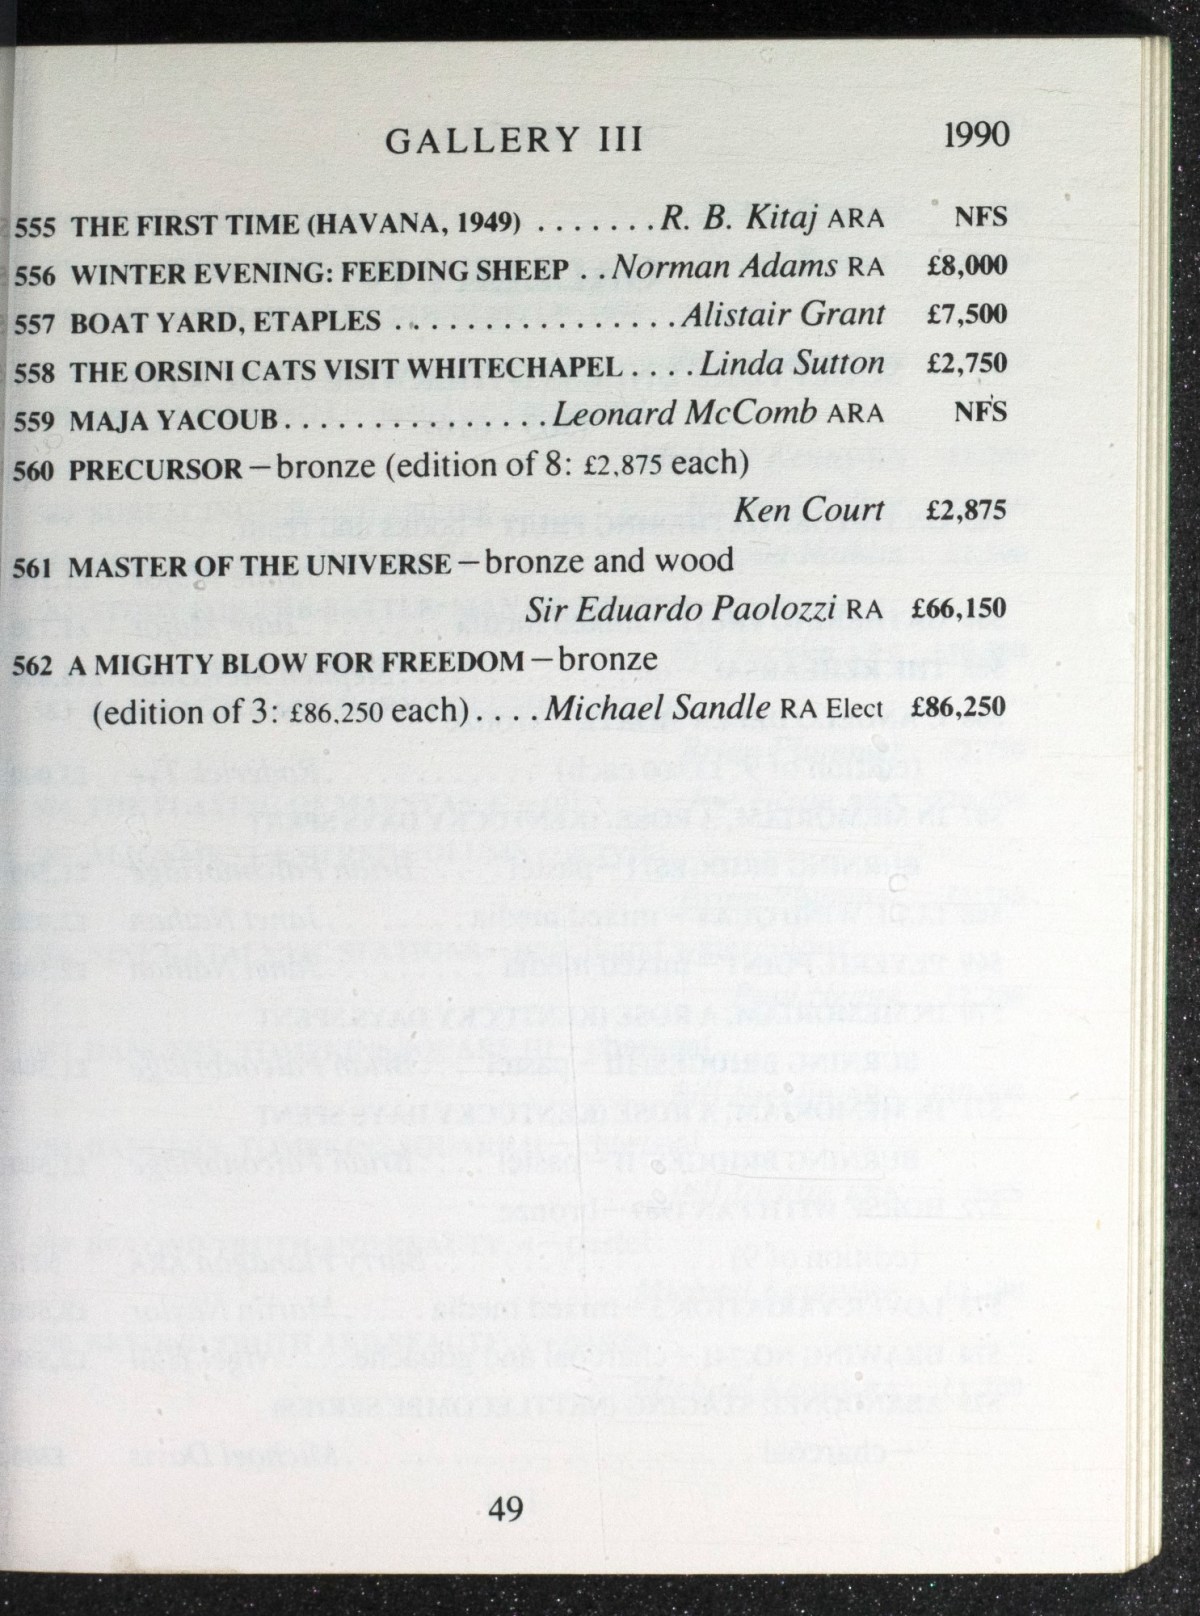 GALLERY III 1990
555 THE FIRST TIME (HAVANA, 1949) . . . . . . . R. B. Kitaj ARA NFS
556 WINTER EVENING: FEEDING SHEEP . . Norman Adams RA £8,000
557 BOAT YARD, ETAPLES . . . . . . . . . . . . . . . . Alistair Grant £7,500
558 THE ORSINI CATS VISIT WHITECHAPEL . . . . Linda Sutton £2,750
559 MAJA YACOUB. . . . . . . . . . . . . . . Leonard McComb ARA NFS
560 PRECURSOR — bronze (edition of 8: £2,875 each)
Ken Court £2,875
561 MASTER OF THE UNIVERSE — bronze and wood
Sir Eduardo Paolozzi RA £66,150
562 A MIGHTY BLOW FOR FREEDOM — bronze
(edition of 3: £86,250 each) . . . . Michael Sandle RA Elect £86,250
49